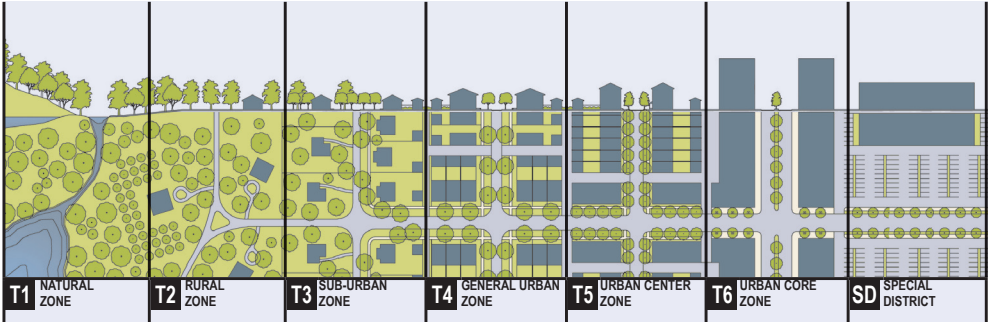 T1 NATURAL
ZONE
T2 RURAL
ZONE
T3 SUB-URBAN
ZONE
T4 GENERAL URBAN
ZONE
T5 URBAN CENTER
ZONE
T6 URBAN CORE
ZONE
SD SPECIAL
DISTRICT